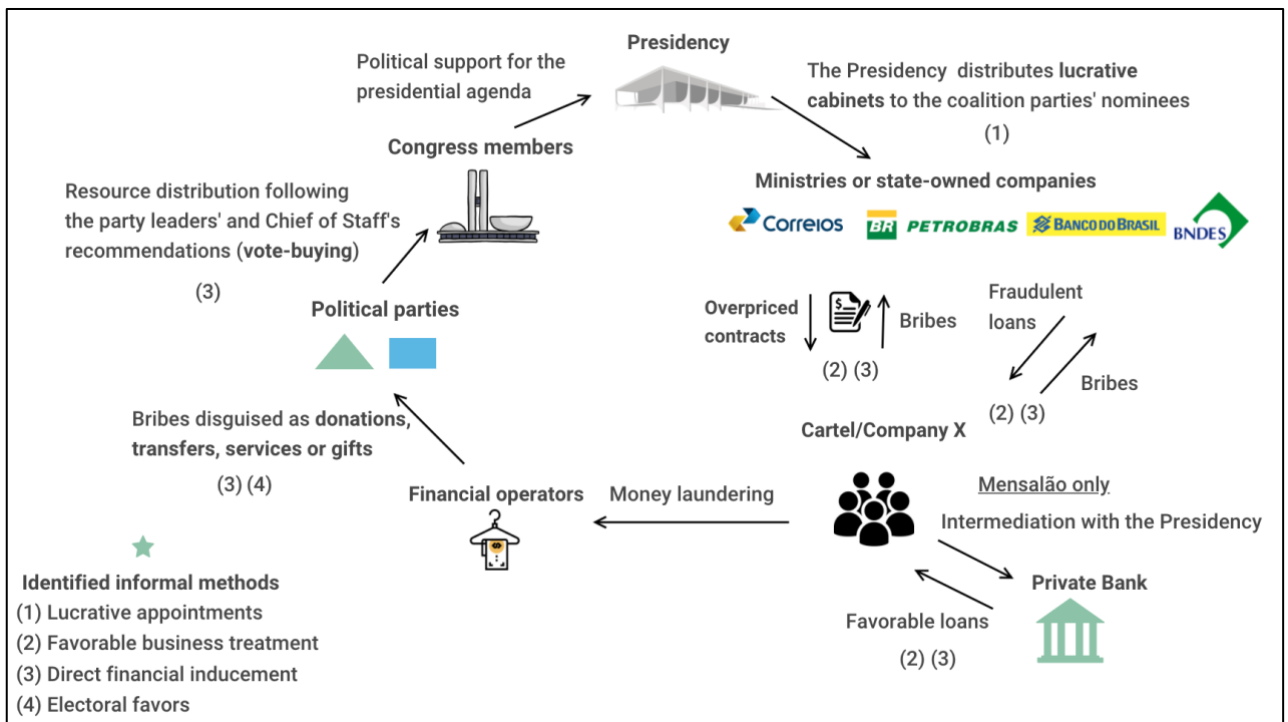 Presidency
Political support for the
presidential agenda
The Presidency distributes lucrative
cabinets to the coalition parties' nominees
(1)
Congress members
Ministries or state-owned companies
Correios
BR PETROBRAS
BANCO DO BRASIL
BNDES
Resource distribution following
the party leaders' and Chief of Staff's
recommendations (vote-buying)
(3)
Political parties
Overpriced
contracts
$
Bribes
(2) (3)
Fraudulent
loans
Bribes
(2) (3)
Bribes disguised as donations,
transfers, services or gifts
(3) (4)
Cartel/Company X
Financial operators
Money laundering
Mensalão only
Intermediation with the Presidency
Private Bank
Favorable loans
(2) (3)
Identified informal methods
(1) Lucrative appointments
(2) Favorable business treatment
(3) Direct financial inducement
(4) Electoral favors